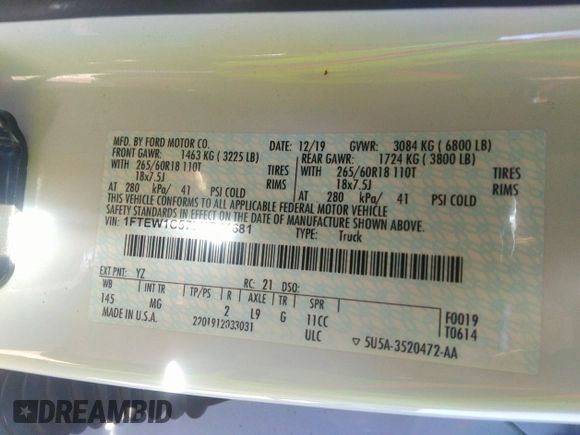 MFD. BY FORD MOTOR CO. DATE: 12/19 GVWR: 3084 KG ( 6800 LB)
FRONT GAWR: 1463 KG ( 3225 LB) REAR GAWR: 1724 KG ( 3800 LB)
WITH 265/60R18 110T TIRES WITH 265/60R18 110T TIRES
18x7.5J RIMS 18x7.5J RIMS
AT 280 kPa/ 41 PSI COLD AT 280 kPa/ 41 PSI COLD
THIS VEHICLE CONFORMS TO ALL APPLICABLE FEDERAL MOTOR VEHICLE
SAFETY STANDARDS IN EFFECT ON THE DATE OF MANUFACTURE SHOWN ABOVE.
VIN:
TYPE: Truck
EXT PNT: YZ RC: 21 DSO:
WB INT TR TP/PS R AXLE TR SPR
145 MG 2 L9 G 11CC F0019
ULC T0614
MADE IN U.S.A. 2201912033031
▽ 5U5A-3520472-AA
DREAMBID